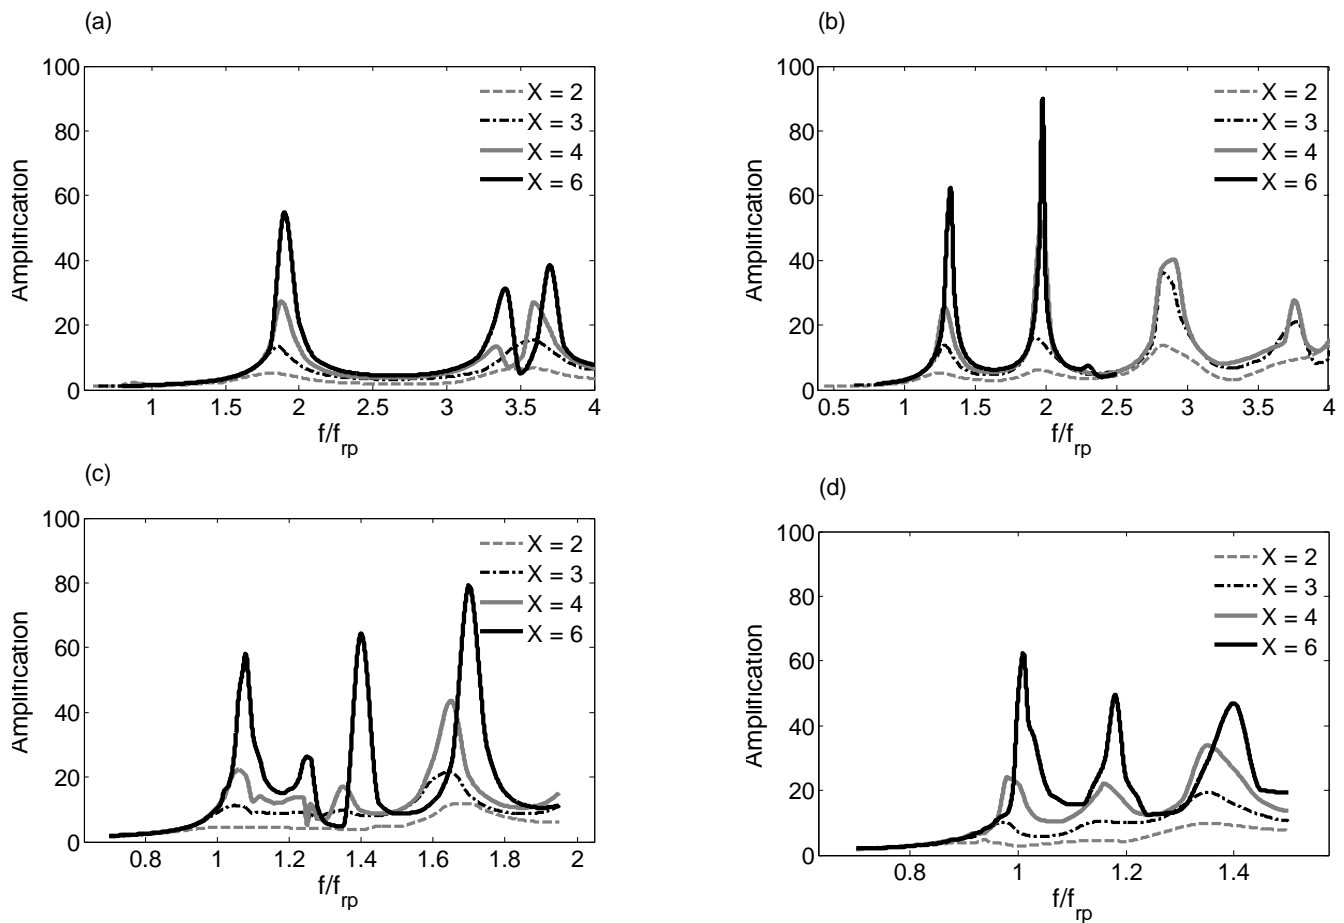 (a)
100
80
60
40
20
0
Amplification
X = 2
X = 3
X = 4
X = 6
1 1.5 2 2.5 3 3.5 4
f/f_rp
(b)
100
80
60
40
20
0
Amplification
X = 2
X = 3
X = 4
X = 6
0.5 1 1.5 2 2.5 3 3.5 4
f/f_rp
(c)
100
80
60
40
20
0
Amplification
X = 2
X = 3
X = 4
X = 6
0.8 1 1.2 1.4 1.6 1.8 2
f/f_rp
(d)
100
80
60
40
20
0
Amplification
X = 2
X = 3
X = 4
X = 6
0.8 1 1.2 1.4
f/f_rp